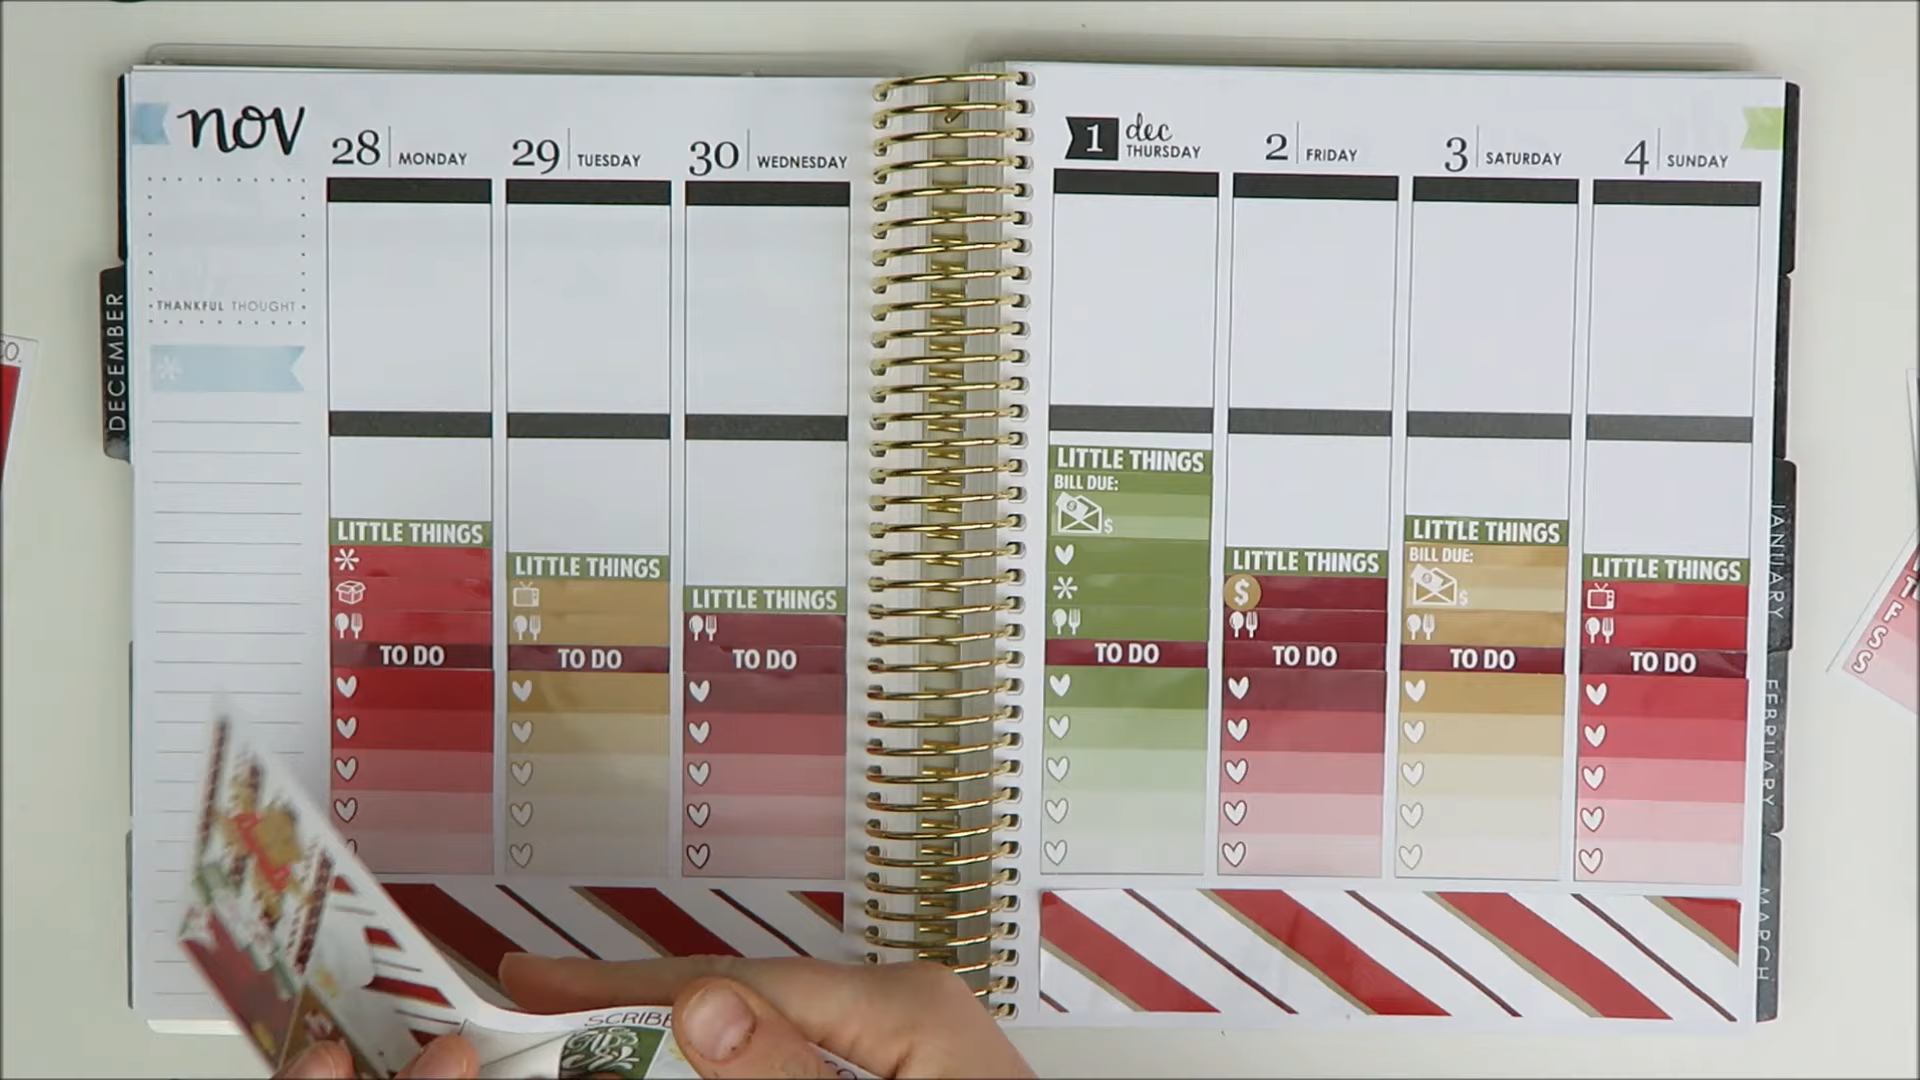 nov
28 MONDAY
29 TUESDAY
30 WEDNESDAY
1 dec THURSDAY
2 FRIDAY
3 SATURDAY
4 SUNDAY
THANKFUL THOUGHT
DECEMBER
CO.
LITTLE THINGS
TO DO
LITTLE THINGS
TO DO
LITTLE THINGS
TO DO
LITTLE THINGS
BILL DUE:
$
TO DO
LITTLE THINGS
$
TO DO
LITTLE THINGS
BILL DUE:
$
TO DO
LITTLE THINGS
TO DO
JANUARY
FEBRUARY
MARCH
T
F
S
S